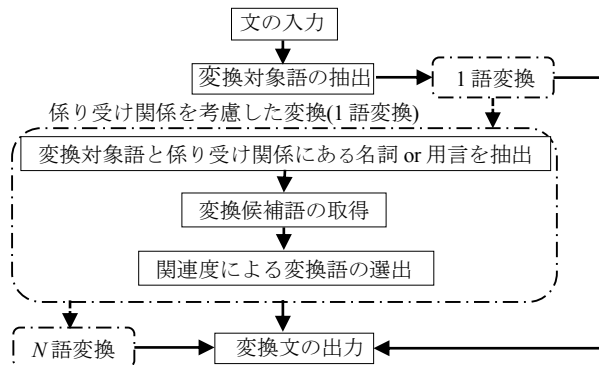 文の入力
変換対象語の抽出
1語変換
係り受け関係を考慮した変換(1語変換)
変換対象語と係り受け関係にある名詞 or 用言を抽出
変換候補語の取得
関連度による変換語の選出
N語変換
変換文の出力